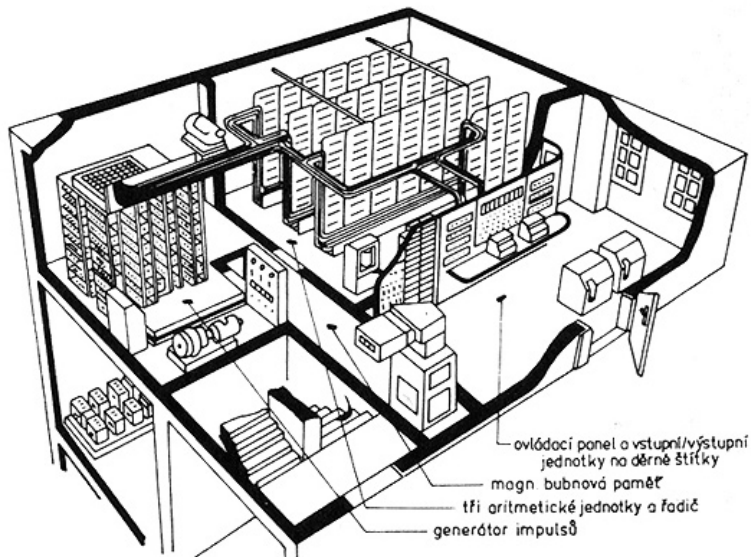 ovládací panel a vstupní/výstupní
jednotky na děrné štítky
magn. bubnová paměť
tři aritmetické jednotky a řadič
generátor impulsů